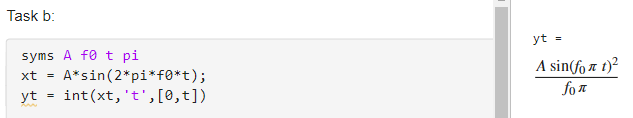 Task b:
syms A f0 t pi
xt = A*sin(2*pi*f0*t);
yt = int(xt,'t',[0,t])
yt =
A sin(f₀ π t)²
f₀ π